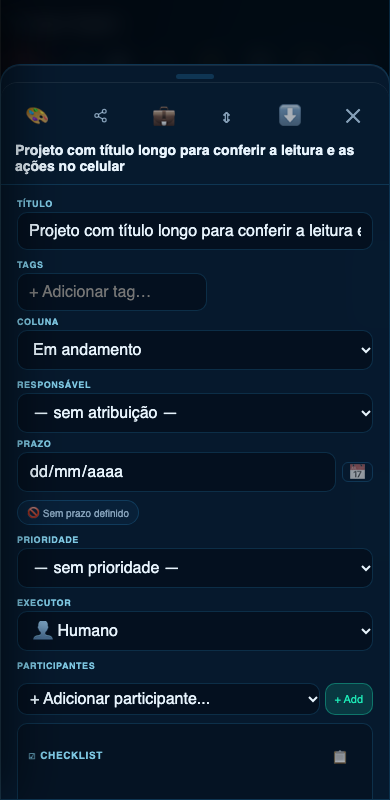 Projeto com título longo para conferir a leitura e as
ações no celular
TÍTULO
Projeto com título longo para conferir a leitura e
TAGS
+ Adicionar tag...
COLUNA
Em andamento
RESPONSÁVEL
— sem atribuição —
PRAZO
dd/mm/aaaa
17
Sem prazo definido
PRIORIDADE
— sem prioridade —
EXECUTOR
Humano
PARTICIPANTES
+ Adicionar participante...
+ Add
CHECKLIST